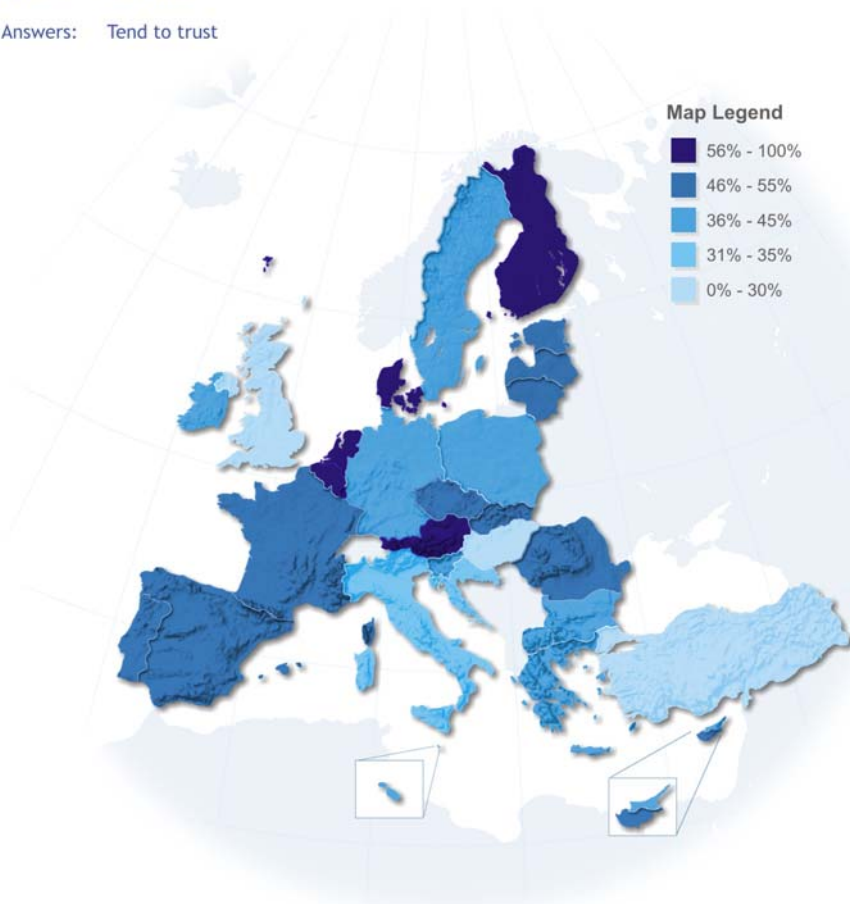 Answers: Tend to trust
Map Legend
56% - 100%
46% - 55%
36% - 45%
31% - 35%
0% - 30%